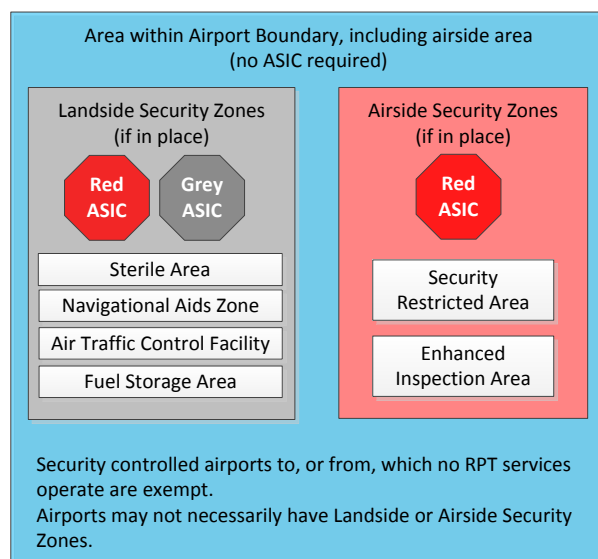 Area within Airport Boundary, including airside area
(no ASIC required)
Landside Security Zones
(if in place)
Red
ASIC
Grey
ASIC
Sterile Area
Navigational Aids Zone
Air Traffic Control Facility
Fuel Storage Area
Airside Security Zones
(if in place)
Red
ASIC
Security
Restricted Area
Enhanced
Inspection Area
Security controlled airports to, or from, which no RPT services
operate are exempt.
Airports may not necessarily have Landside or Airside Security
Zones.